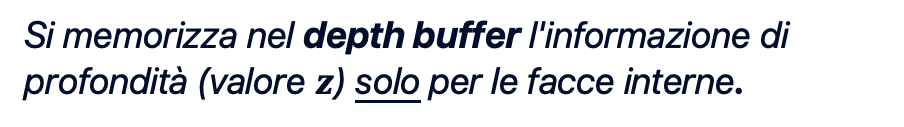 Si memorizza nel depth buffer l'informazione di
profondità (valore z) solo per le facce interne.